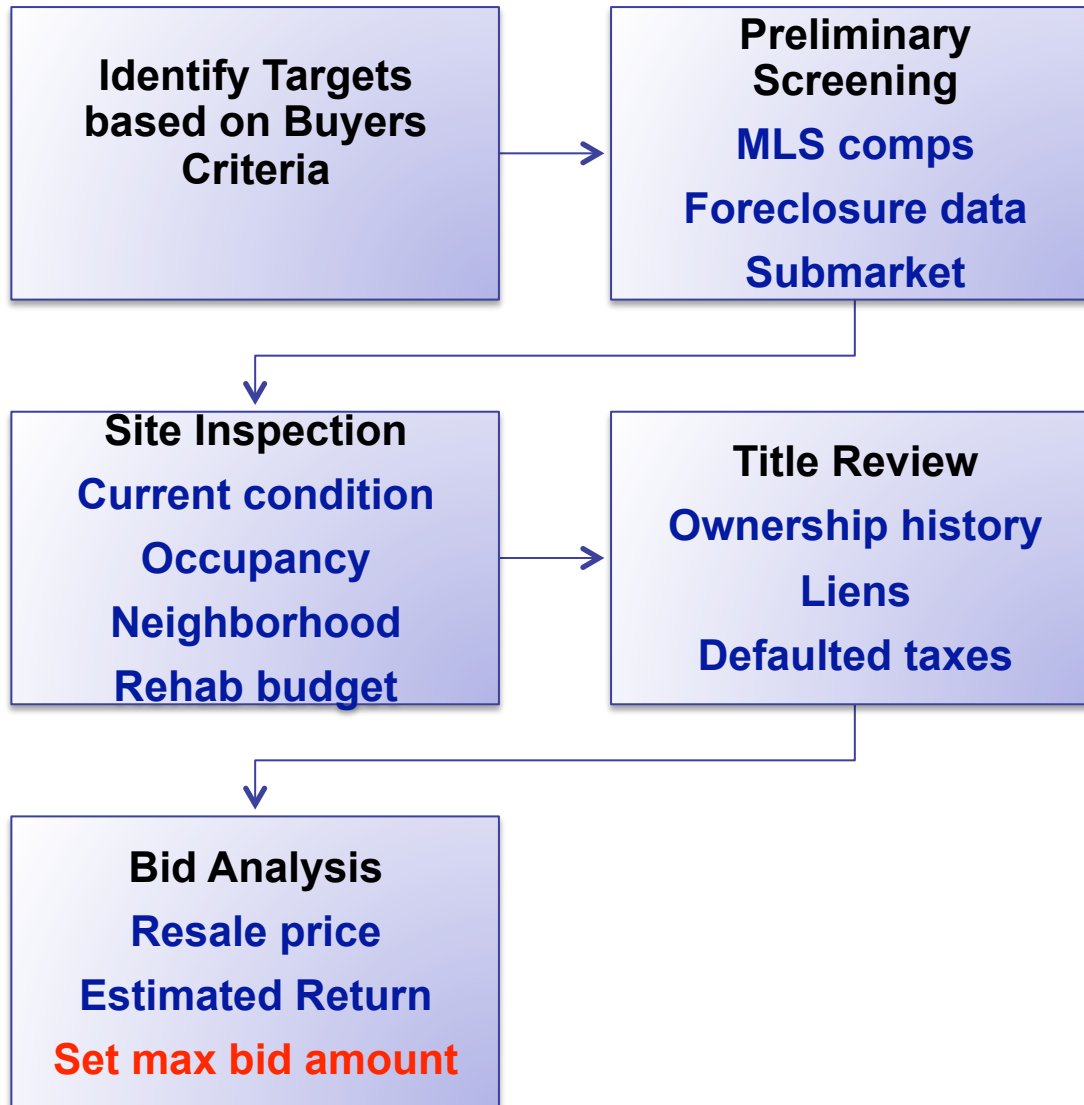 Identify Targets
based on Buyers
Criteria
Preliminary
Screening
MLS comps
Foreclosure data
Submarket
Site Inspection
Current condition
Occupancy
Neighborhood
Rehab budget
Title Review
Ownership history
Liens
Defaulted taxes
Bid Analysis
Resale price
Estimated Return
Set max bid amount